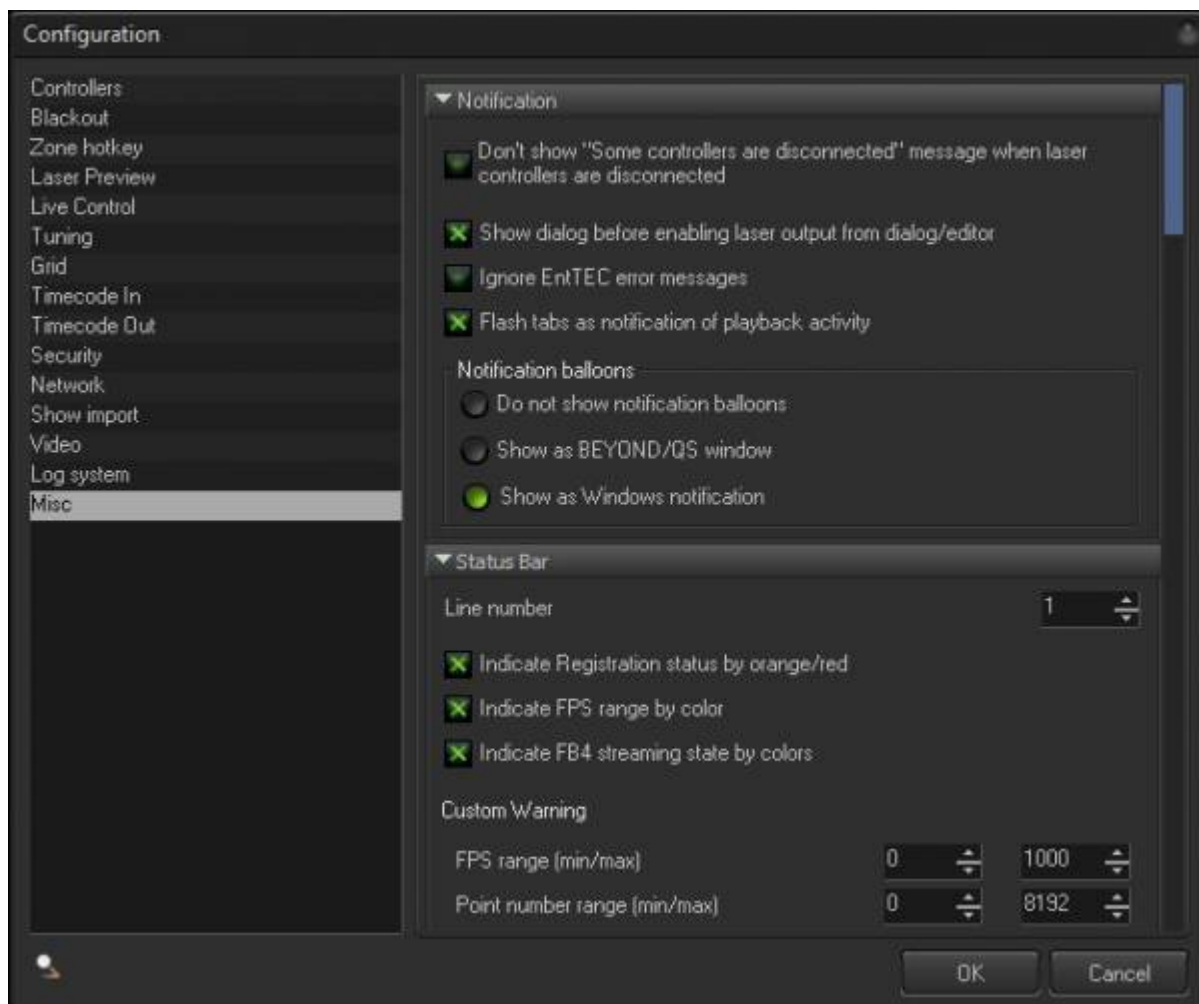 Configuration
Controllers
Blackout
Zone hotkey
Laser Preview
Live Control
Tuning
Grid
Timecode In
Timecode Out
Security
Network
Show import
Video
Log system
Misc
Notification
Don't show "Some controllers are disconnected" message when laser
controllers are disconnected
Show dialog before enabling laser output from dialog/editor
Ignore EntTEC error messages
Flash tabs as notification of playback activity
Notification balloons
Do not show notification balloons
Show as BEYOND/QS window
Show as Windows notification
Status Bar
Line number 1
Indicate Registration status by orange/red
Indicate FPS range by color
Indicate FB4 streaming state by colors
Custom Warning
FPS range (min/max) 0 1000
Point number range (min/max) 0 8192
OK Cancel